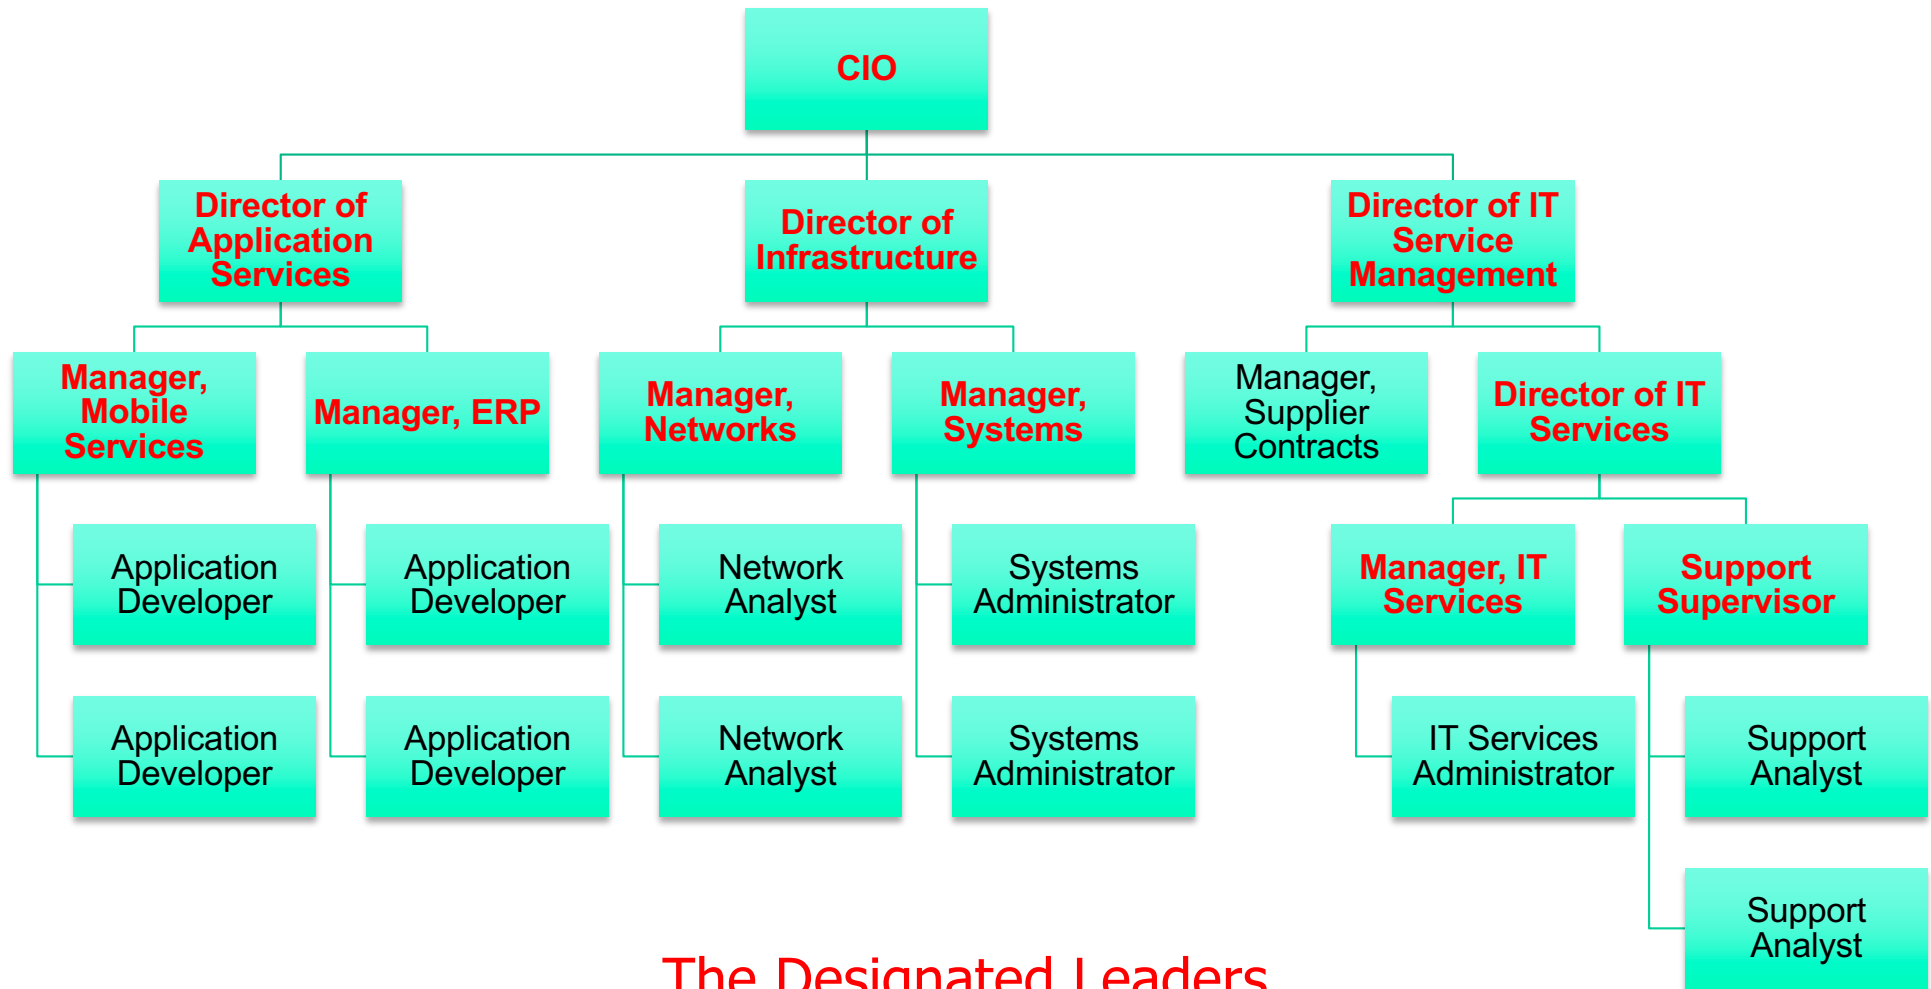 CIO
Director of
Application
Services
Director of
Infrastructure
Director of IT
Service
Management
Manager,
Mobile
Services
Manager, ERP
Manager,
Networks
Manager,
Systems
Manager,
Supplier
Contracts
Director of IT
Services
Application
Developer
Application
Developer
Network
Analyst
Systems
Administrator
Manager, IT
Services
Support
Supervisor
Application
Developer
Application
Developer
Network
Analyst
Systems
Administrator
IT Services
Administrator
Support
Analyst
Support
Analyst
The Designated Leaders